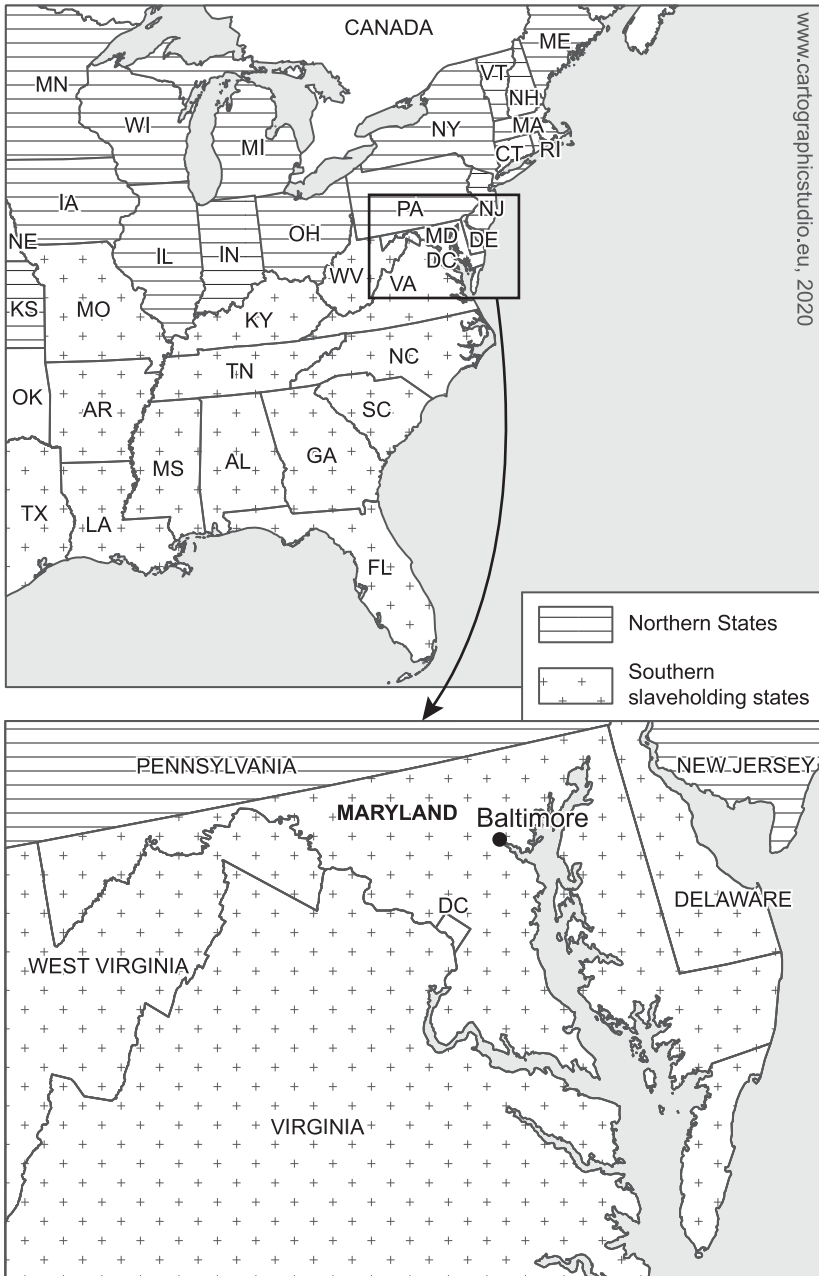 CANADA
ME
VT
MN
NH
WI
NY
MA
MI
CT
RI
IA
PA
NJ
OH
MD
DE
NE
IL
IN
DC
WV
VA
KS
MO
KY
NC
TN
OK
AR
SC
MS
AL
GA
TX
LA
FL
www.cartographicstudio.eu, 2020
Northern States
Southern
slaveholding states
PENNSYLVANIA
NEW JERSEY
MARYLAND
Baltimore
DC
DELAWARE
WEST VIRGINIA
VIRGINIA